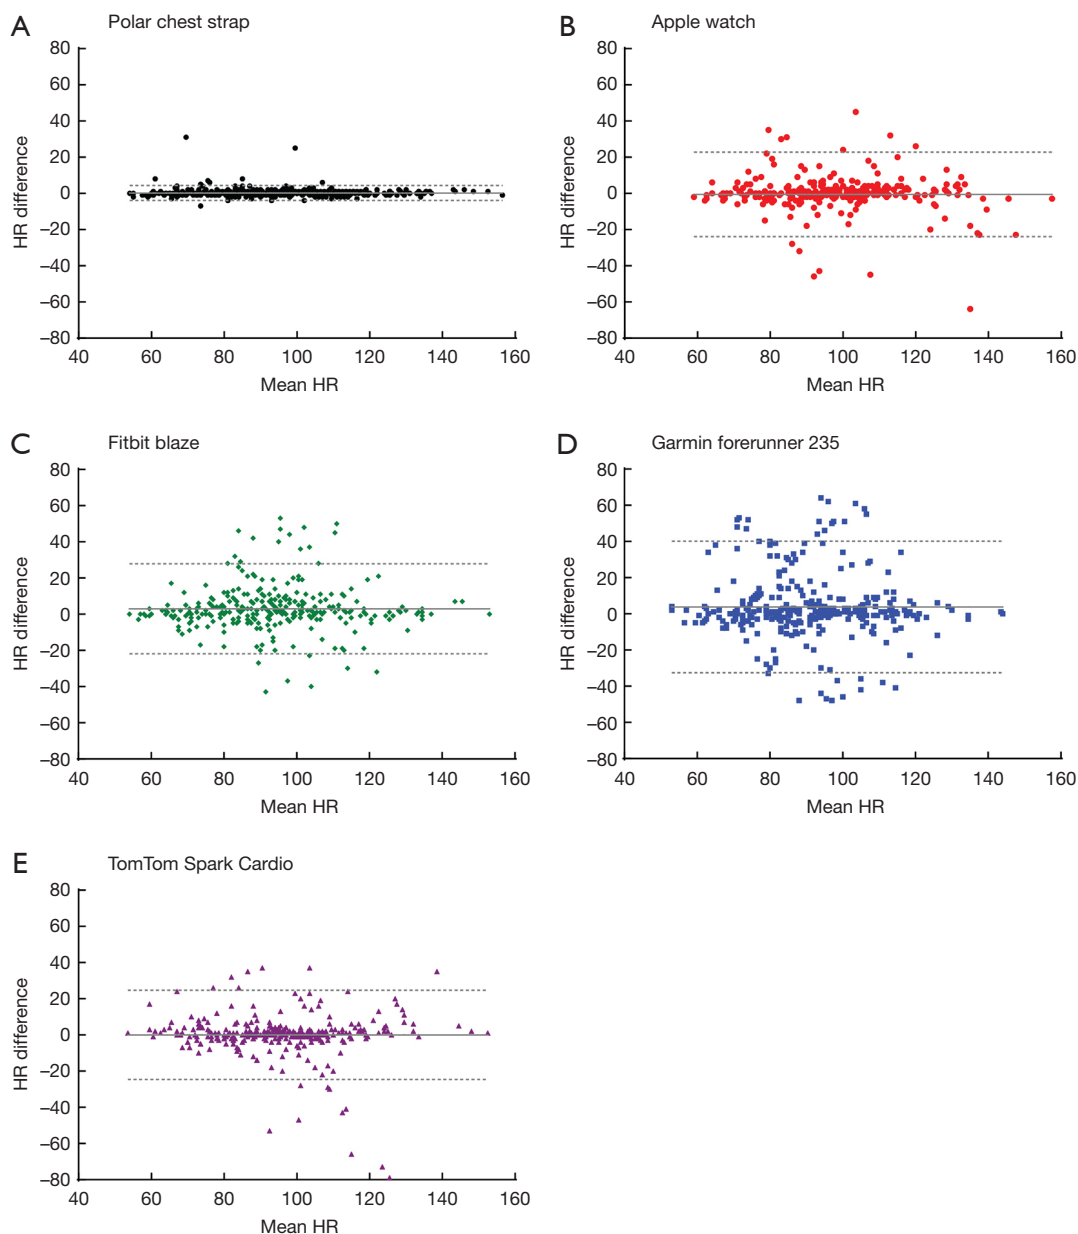 A Polar chest strap
80
60
40
20
0
–20
–40
–60
–80
HR difference
40 60 80 100 120 140 160
Mean HR
B Apple watch
80
60
40
20
0
–20
–40
–60
–80
HR difference
40 60 80 100 120 140 160
Mean HR
C Fitbit blaze
80
60
40
20
0
–20
–40
–60
–80
HR difference
40 60 80 100 120 140 160
Mean HR
D Garmin forerunner 235
80
60
40
20
0
–20
–40
–60
–80
HR difference
40 60 80 100 120 140 160
Mean HR
E TomTom Spark Cardio
80
60
40
20
0
–20
–40
–60
–80
HR difference
40 60 80 100 120 140 160
Mean HR